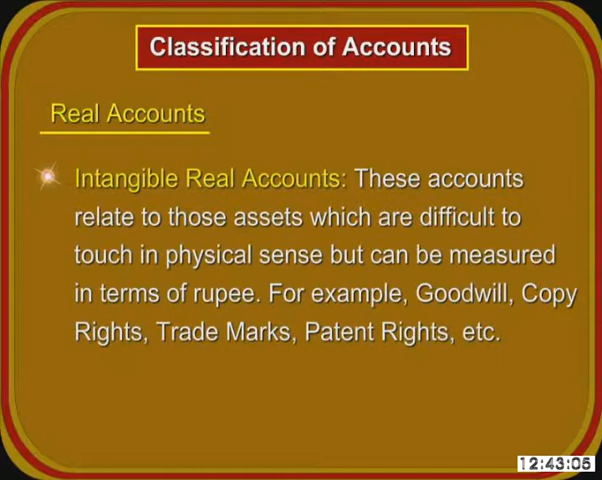 Classification of Accounts
Real Accounts
Intangible Real Accounts: These accounts
relate to those assets which are difficult to
touch in physical sense but can be measured
in terms of rupee. For example, Goodwill, Copy
Rights, Trade Marks, Patent Rights, etc.
12:43:05